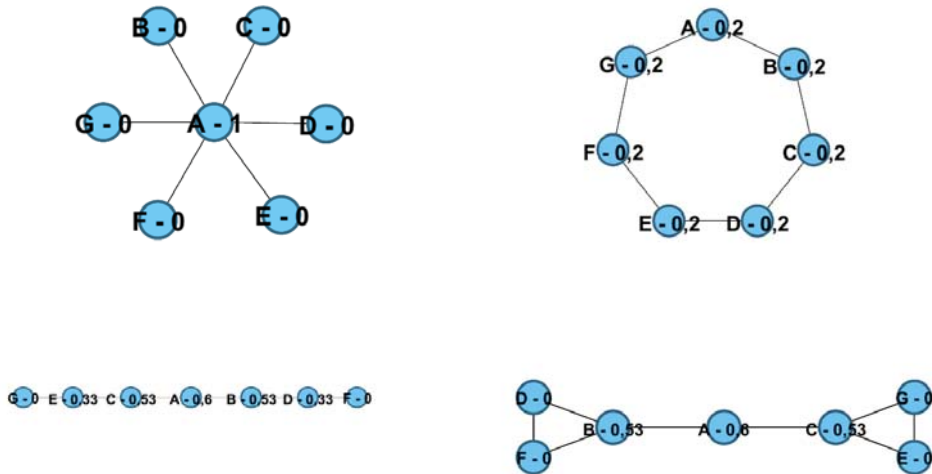 B - 0
C - 0
G - 0
A - 1
D - 0
F - 0
E - 0
A - 0,2
G - 0,2
B - 0,2
F - 0,2
C - 0,2
E - 0,2
D - 0,2
G - 0
E - 0,33
C - 0,53
A - 0,6
B - 0,53
D - 0,33
F - 0
D - 0
G - 0
B - 0,53
A - 0,6
C - 0,53
F - 0
E - 0